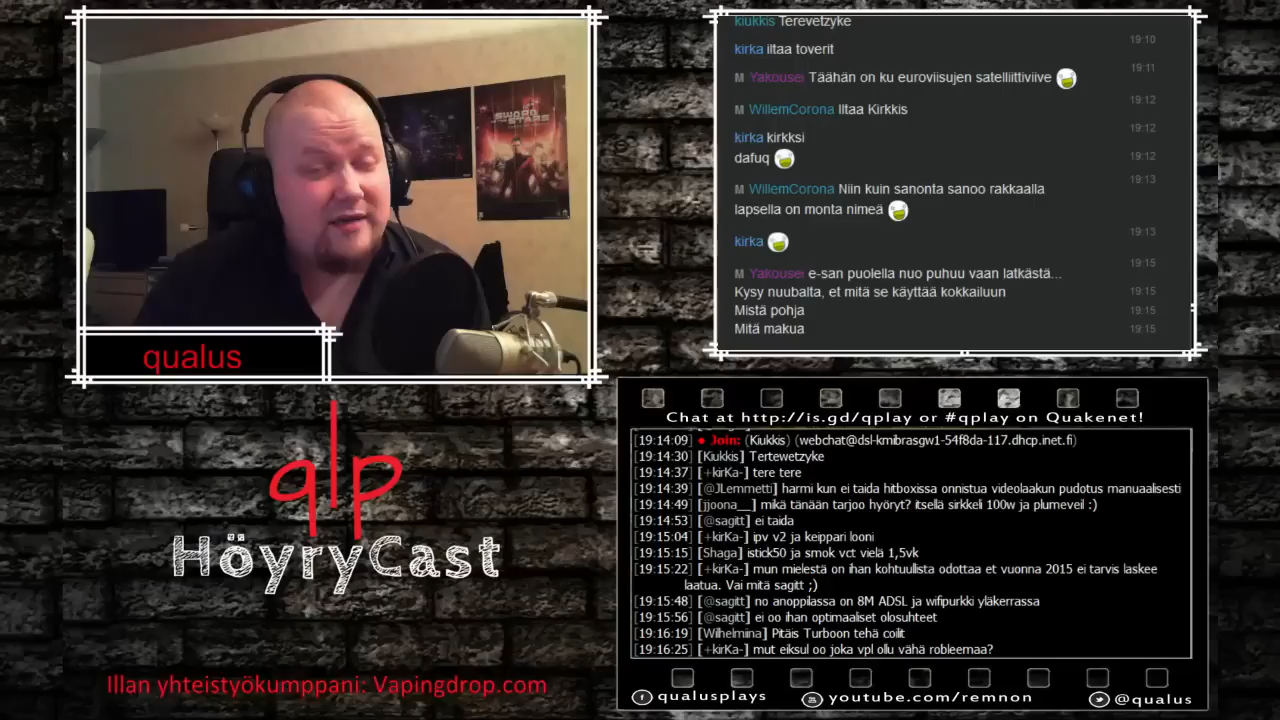 SWORD
OF THE
STARS
qualus
qlp
HöyryCast
Illan yhteistyökumppani: Vapingdrop.com
kiukkis Terevetzyke
19:10
kirka iltaa toverit
19:11
M Yakousei Täähän on ku euroviisujen satelliittiviive
19:12
M WillemCorona Iltaa Kirkkis
19:12
kirka kirkksi
dafuq
19:12
19:13
M WillemCorona Niin kuin sanonta sanoo rakkaalla
lapsella on monta nimeä
19:13
kirka
19:15
M Yakousei e-san puolella nuo puhuu vaan latkästä...
Kysy nuubalta, et mitä se käyttää kokkailuun
19:15
Mistä pohja
19:15
Mitä makua
19:15
Chat at http://is.gd/qplay or #qplay on Quakenet!
[19:14:09] ● Join: (Kiukkis) (webchat@dsl-kmibrasgw1-54f8da-117.dhcp.inet.fi)
[19:14:30] [Kiukkis] Tertewetzyke
[19:14:37] [+kirKa-] tere tere
[19:14:39] [@JLemmetti] harmi kun ei taida hitboxissa onnistua videolaakun pudotus manuaalisesti
[19:14:49] [jjoona__] mikä tänään tarjoo hyöryt? itsellä sirkkeli 100w ja plumeveil :)
[19:14:53] [@sagitt] ei taida
[19:15:04] [+kirKa-] ipv v2 ja keippari looni
[19:15:15] [Shaga] istick50 ja smok vct vielä 1,5vk
[19:15:22] [+kirKa-] mun mielestä on ihan kohtuullista odottaa et vuonna 2015 ei tarvis laskee
laatua. Vai mitä sagitt ;)
[19:15:48] [@sagitt] no anoppilassa on 8M ADSL ja wifipurkki yläkerrassa
[19:15:56] [@sagitt] ei oo ihan optimaaliset olosuhteet
[19:16:19] [Wilhelmiina] Pitäis Turboon tehä coilit
[19:16:25] [+kirKa-] mut eiksul oo joka vpl ollu vähä robleemaa?
qualusplays
youtube.com/remnon
@qualus